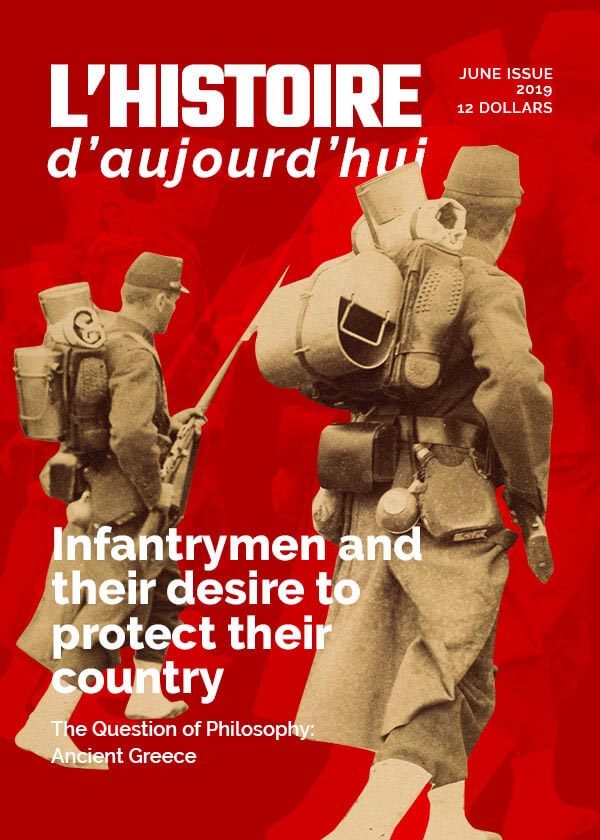 L'HISTOIRE
d'aujourd'hui
JUNE ISSUE
2019
12 DOLLARS
Infantrymen and
their desire to
protect their
country
The Question of Philosophy:
Ancient Greece